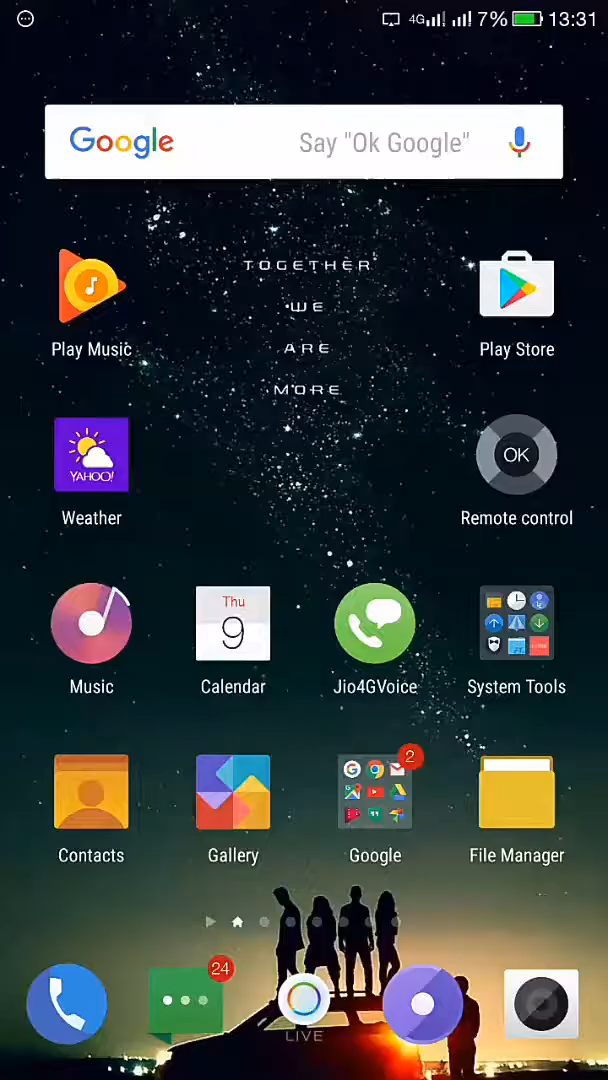 4G 7% 13:31
Google Say "Ok Google"
TOGETHER
WE
ARE
MORE
Play Music
Play Store
YAHOO!
OK
Weather
Remote control
Thu
9
Music
Calendar
Jio4GVoice
System Tools
2
Contacts
Gallery
Google
File Manager
24
LIVE